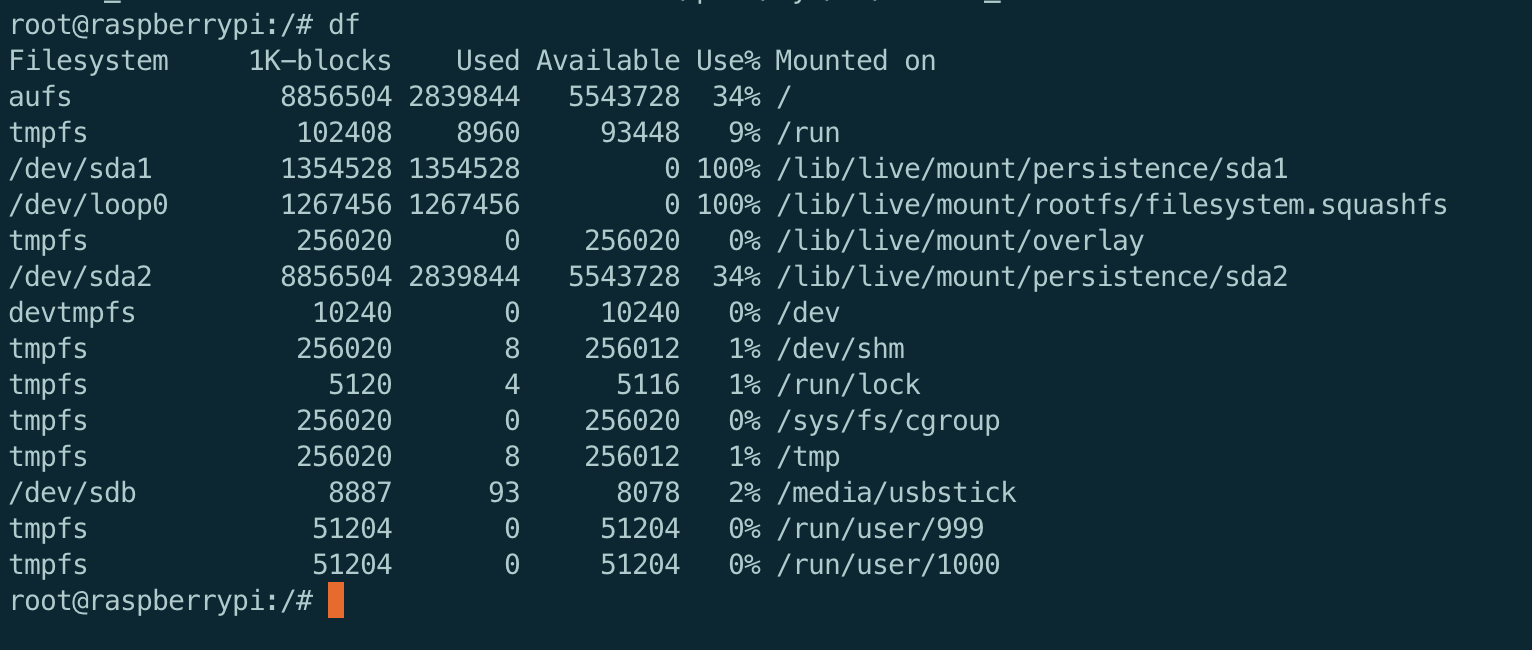 root@raspberrypi:/# df
Filesystem     1K-blocks    Used Available Use% Mounted on
aufs             8856504 2839844   5543728  34% /
tmpfs             102408    8960     93448   9% /run
/dev/sda1        1354528 1354528         0 100% /lib/live/mount/persistence/sda1
/dev/loop0       1267456 1267456         0 100% /lib/live/mount/rootfs/filesystem.squashfs
tmpfs             256020       0    256020   0% /lib/live/mount/overlay
/dev/sda2        8856504 2839844   5543728  34% /lib/live/mount/persistence/sda2
devtmpfs           10240       0     10240   0% /dev
tmpfs             256020       8    256012   1% /dev/shm
tmpfs               5120       4      5116   1% /run/lock
tmpfs             256020       0    256020   0% /sys/fs/cgroup
tmpfs             256020       8    256012   1% /tmp
/dev/sdb            8887      93      8078   2% /media/usbstick
tmpfs              51204       0     51204   0% /run/user/999
tmpfs              51204       0     51204   0% /run/user/1000
root@raspberrypi:/#